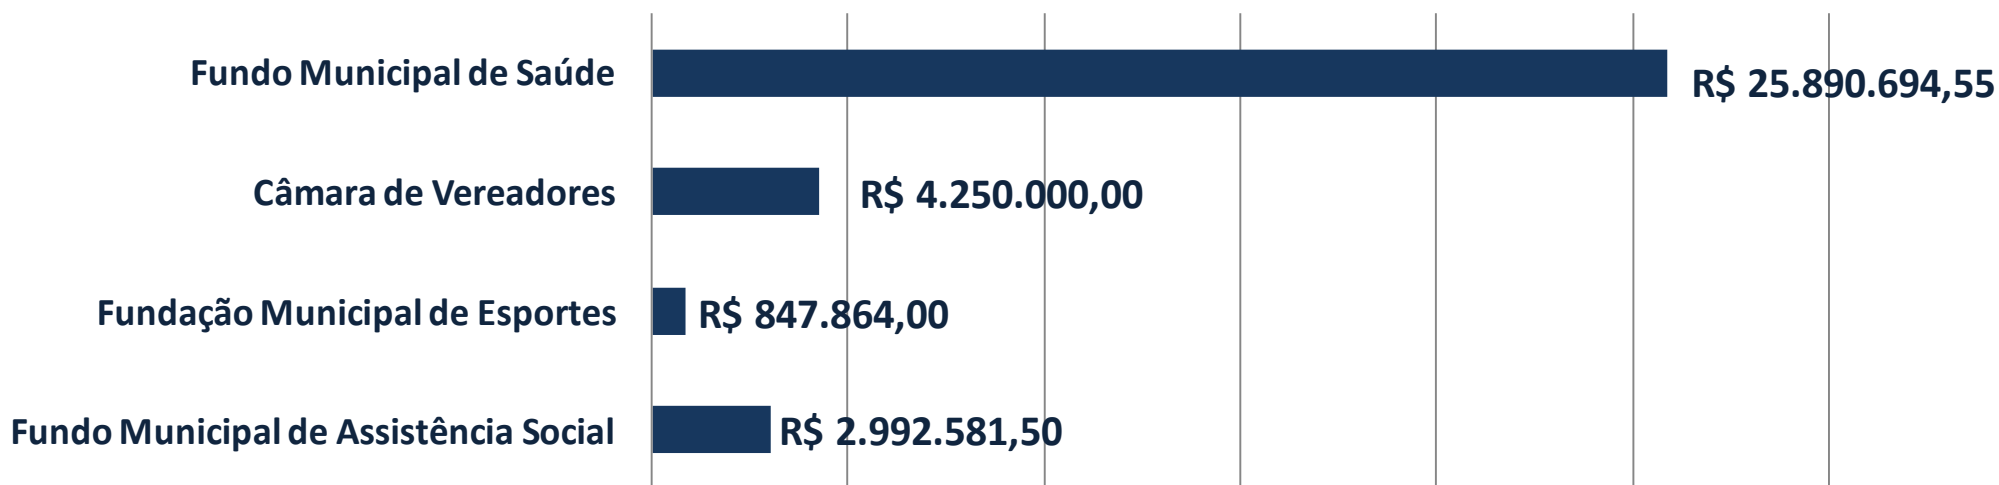 Fundo Municipal de Saúde R$ 25.890.694,55
Câmara de Vereadores R$ 4.250.000,00
Fundação Municipal de Esportes R$ 847.864,00
Fundo Municipal de Assistência Social R$ 2.992.581,50